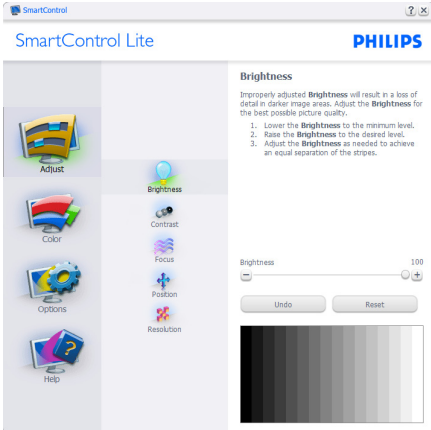 SmartControl
SmartControl Lite
PHILIPS
Adjust
Color
Options
Help
Brightness
Contrast
Focus
Position
Resolution
Brightness
Improperly adjusted Brightness will result in a loss of
detail in darker image areas. Adjust the Brightness for
the best possible picture quality.
1. Lower the Brightness to the minimum level.
2. Raise the Brightness to the desired level.
3. Adjust the Brightness as needed to achieve
an equal separation of the stripes.
Brightness 100
Undo Reset